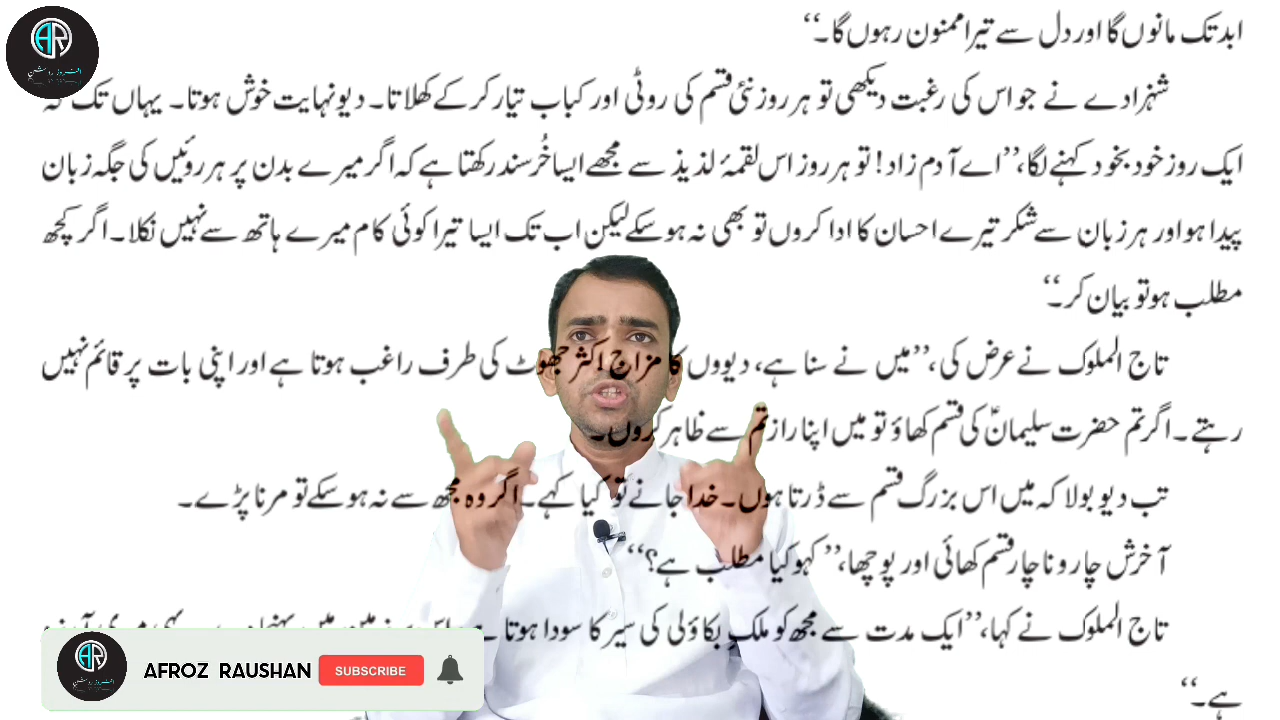 ابد تک مانوں گا اور دل سے تیرا ممنون رہوں گا۔‘‘
شہزادے نے جو اس کی رغبت دیکھی تو ہر روز نئی قسم کی روٹی اور کباب تیار کر کے کھلاتا۔ دیو نہایت خوش ہوتا۔ یہاں تک کہ
ایک روز خود بخود کہنے لگا، ’’اے آدم زاد! تو ہر روز اس لقمۂ لذیذ سے مجھے ایسا خُرسند رکھتا ہے کہ اگر میرے بدن پر ہر روئیں کی جگہ زبان
پیدا ہو اور ہر زبان سے شکر تیرے احسان کا ادا کروں تو بھی نہ ہو سکے لیکن اب تک ایسا تیرا کوئی کام میرے ہاتھ سے نہیں نکلا۔ اگر کچھ
مطلب ہو تو بیان کر۔‘‘
تاج الملوک نے عرض کی، ’’میں نے سنا ہے، دیووں کا مزاج اکثر جھوٹ کی طرف راغب ہوتا ہے اور اپنی بات پر قائم نہیں
رہتے۔ اگر تم حضرت سلیمانؑ کی قسم کھاؤ تو میں اپنا راز تم سے ظاہر کروں۔
تب دیو بولا کہ میں اس بزرگ قسم سے ڈرتا ہوں۔ خدا جانے تو کیا کہے۔ اگر وہ مجھ سے نہ ہو سکے تو مرنا پڑے۔
آخرش چار و ناچار قسم کھائی اور پوچھا، ’’کہو کیا مطلب ہے؟‘‘
تاج الملوک نے کہا، ’’ایک مدت سے مجھ کو ملکِ بکاؤلی کی سیر کا سودا ہوتا ہے
ہے۔‘‘
AR
افروز روشن
AR
افروز روشن
AFROZ RAUSHAN
SUBSCRIBE